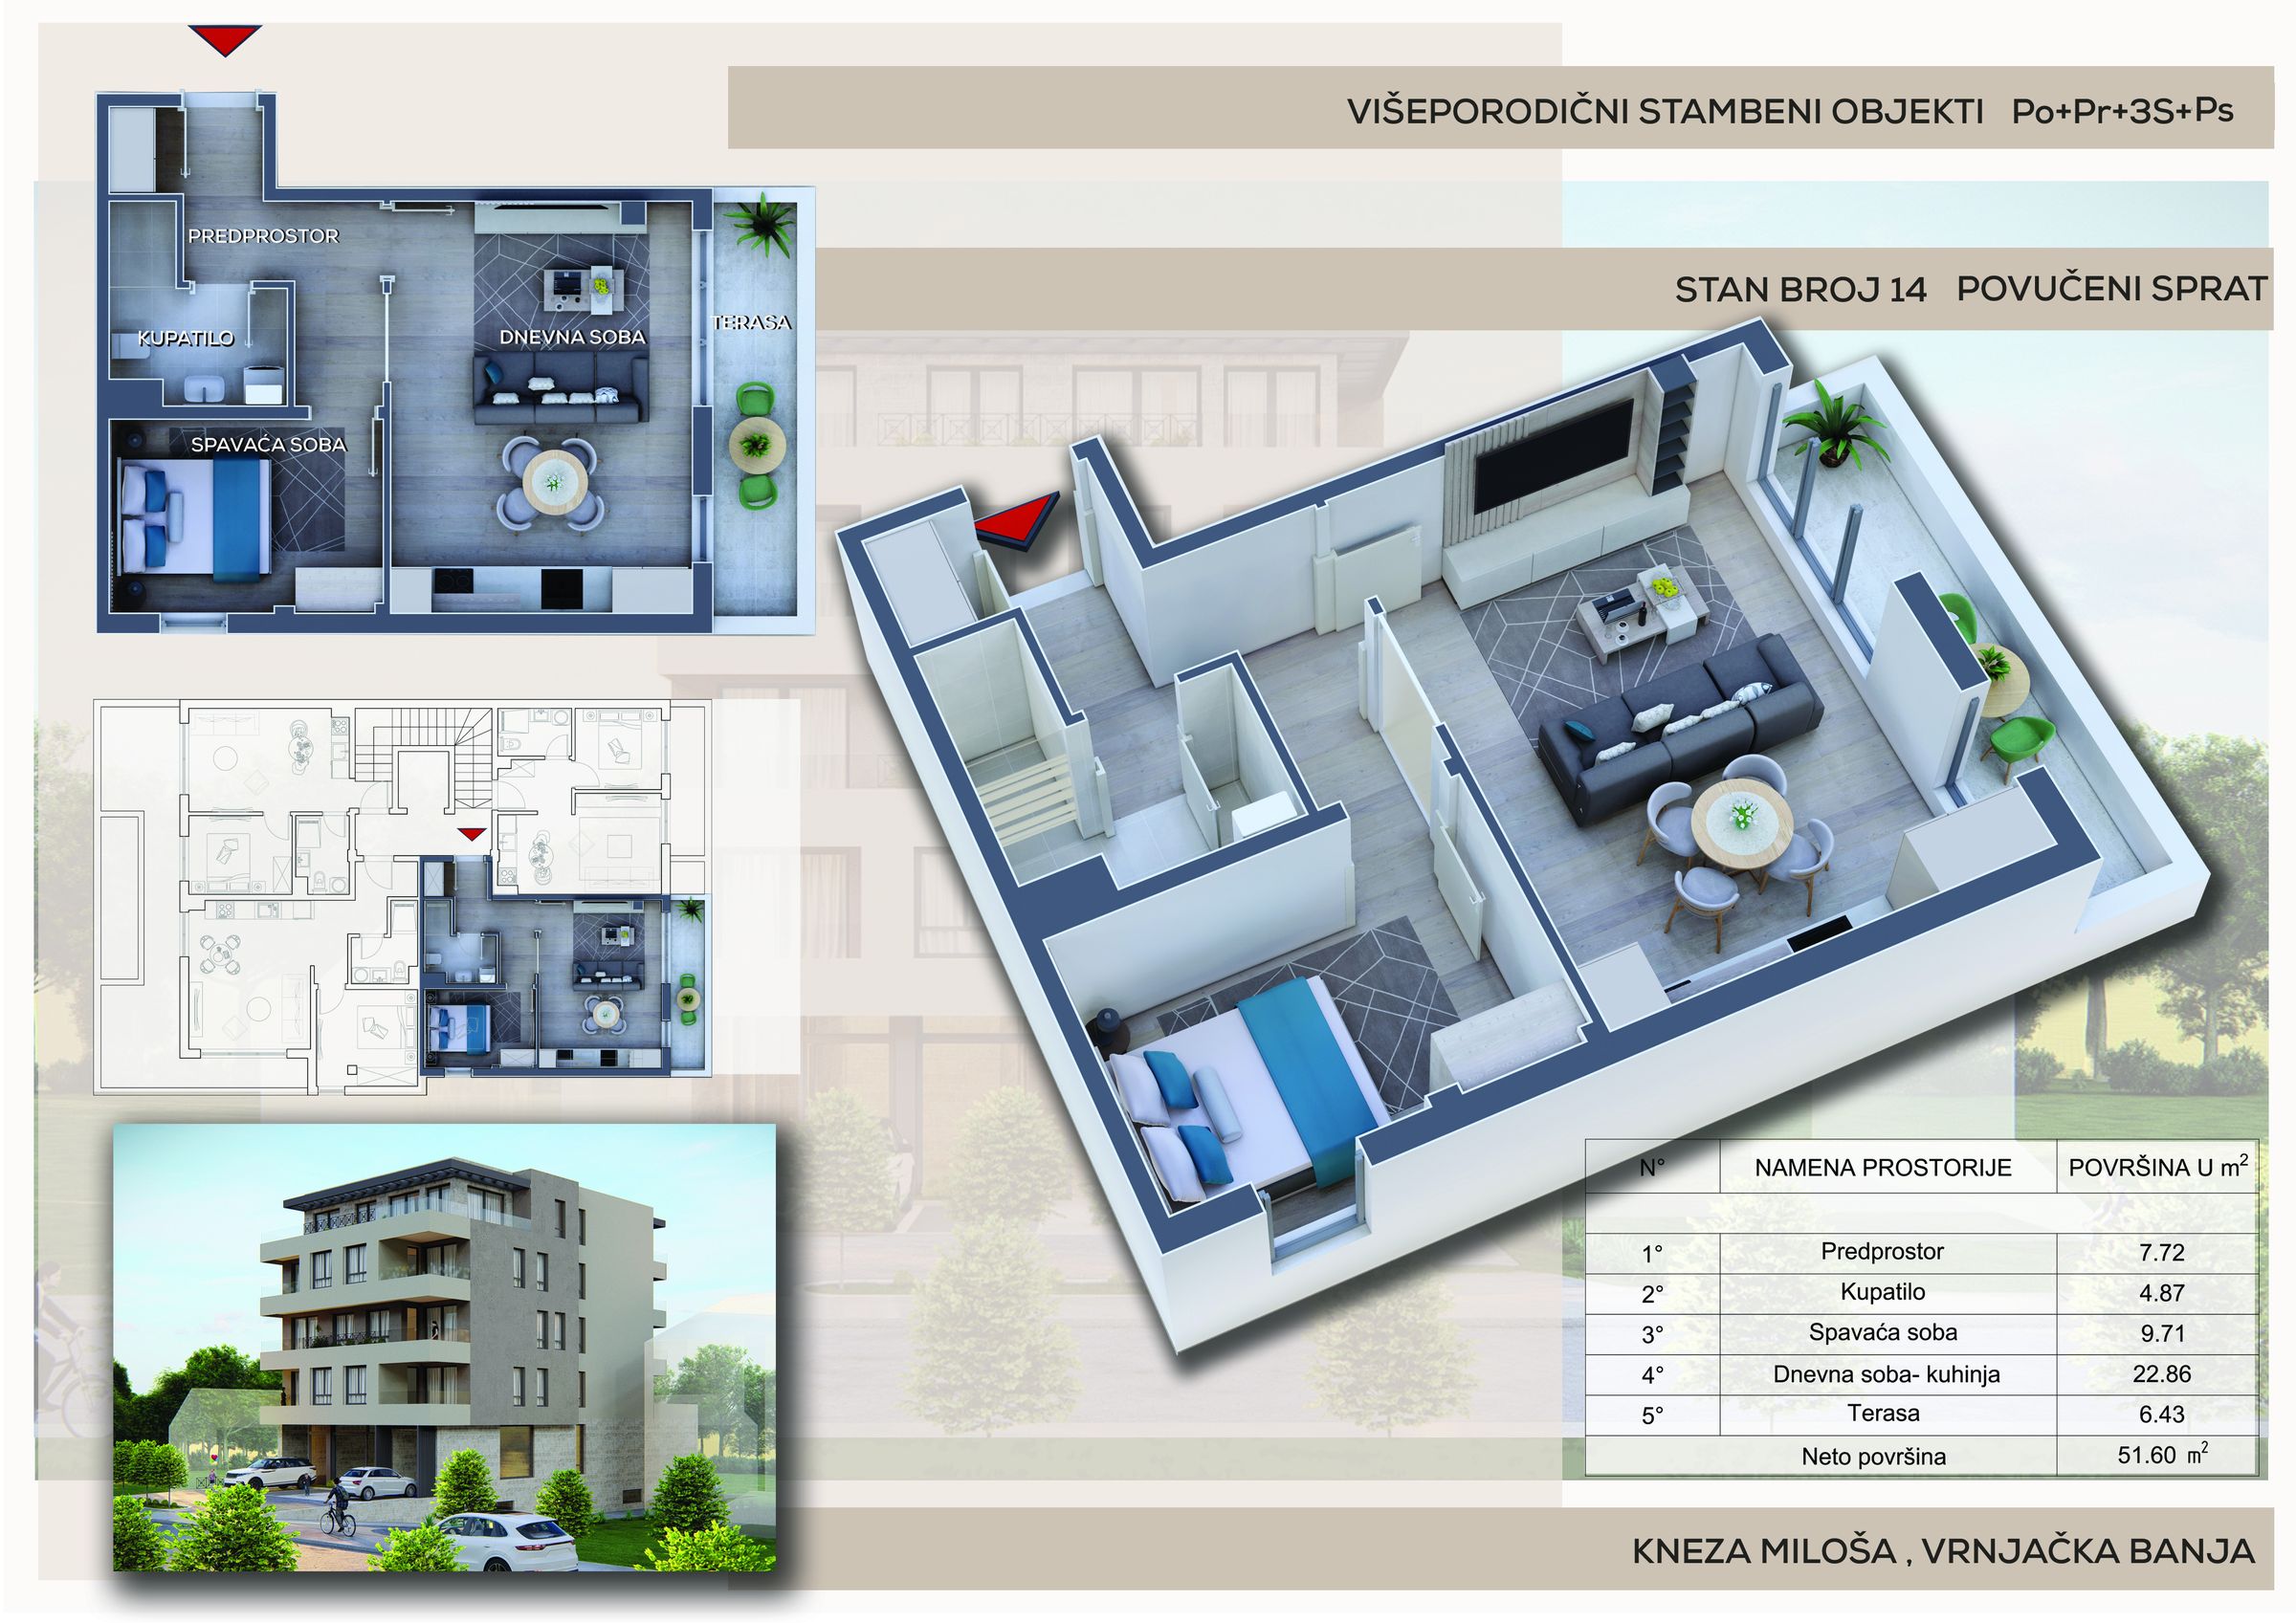 VIŠEPORODIČNI STAMBENI OBJEKTI Po+Pr+3S+Ps
STAN BROJ 14 POVUČENI SPRAT
PREDPROSTOR
KUPATILO
DNEVNA SOBA
TERASA
SPAVAĆA SOBA
N° NAMENA PROSTORIJE POVRŠINA U m²
1° Predprostor 7.72
2° Kupatilo 4.87
3° Spavaća soba 9.71
4° Dnevna soba- kuhinja 22.86
5° Terasa 6.43
Neto površina 51.60 m²
KNEZA MILOŠA , VRNJAČKA BANJA